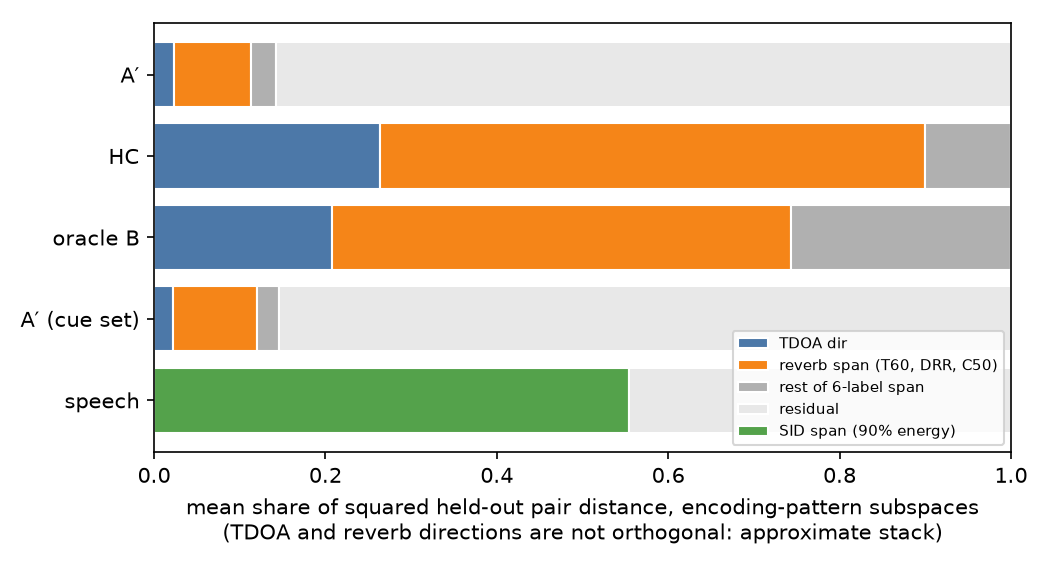 A′
HC
oracle B
A′ (cue set)
speech
TDOA dir
reverb span (T60, DRR, C50)
rest of 6-label span
residual
SID span (90% energy)
0.0 0.2 0.4 0.6 0.8 1.0
mean share of squared held-out pair distance, encoding-pattern subspaces
(TDOA and reverb directions are not orthogonal: approximate stack)